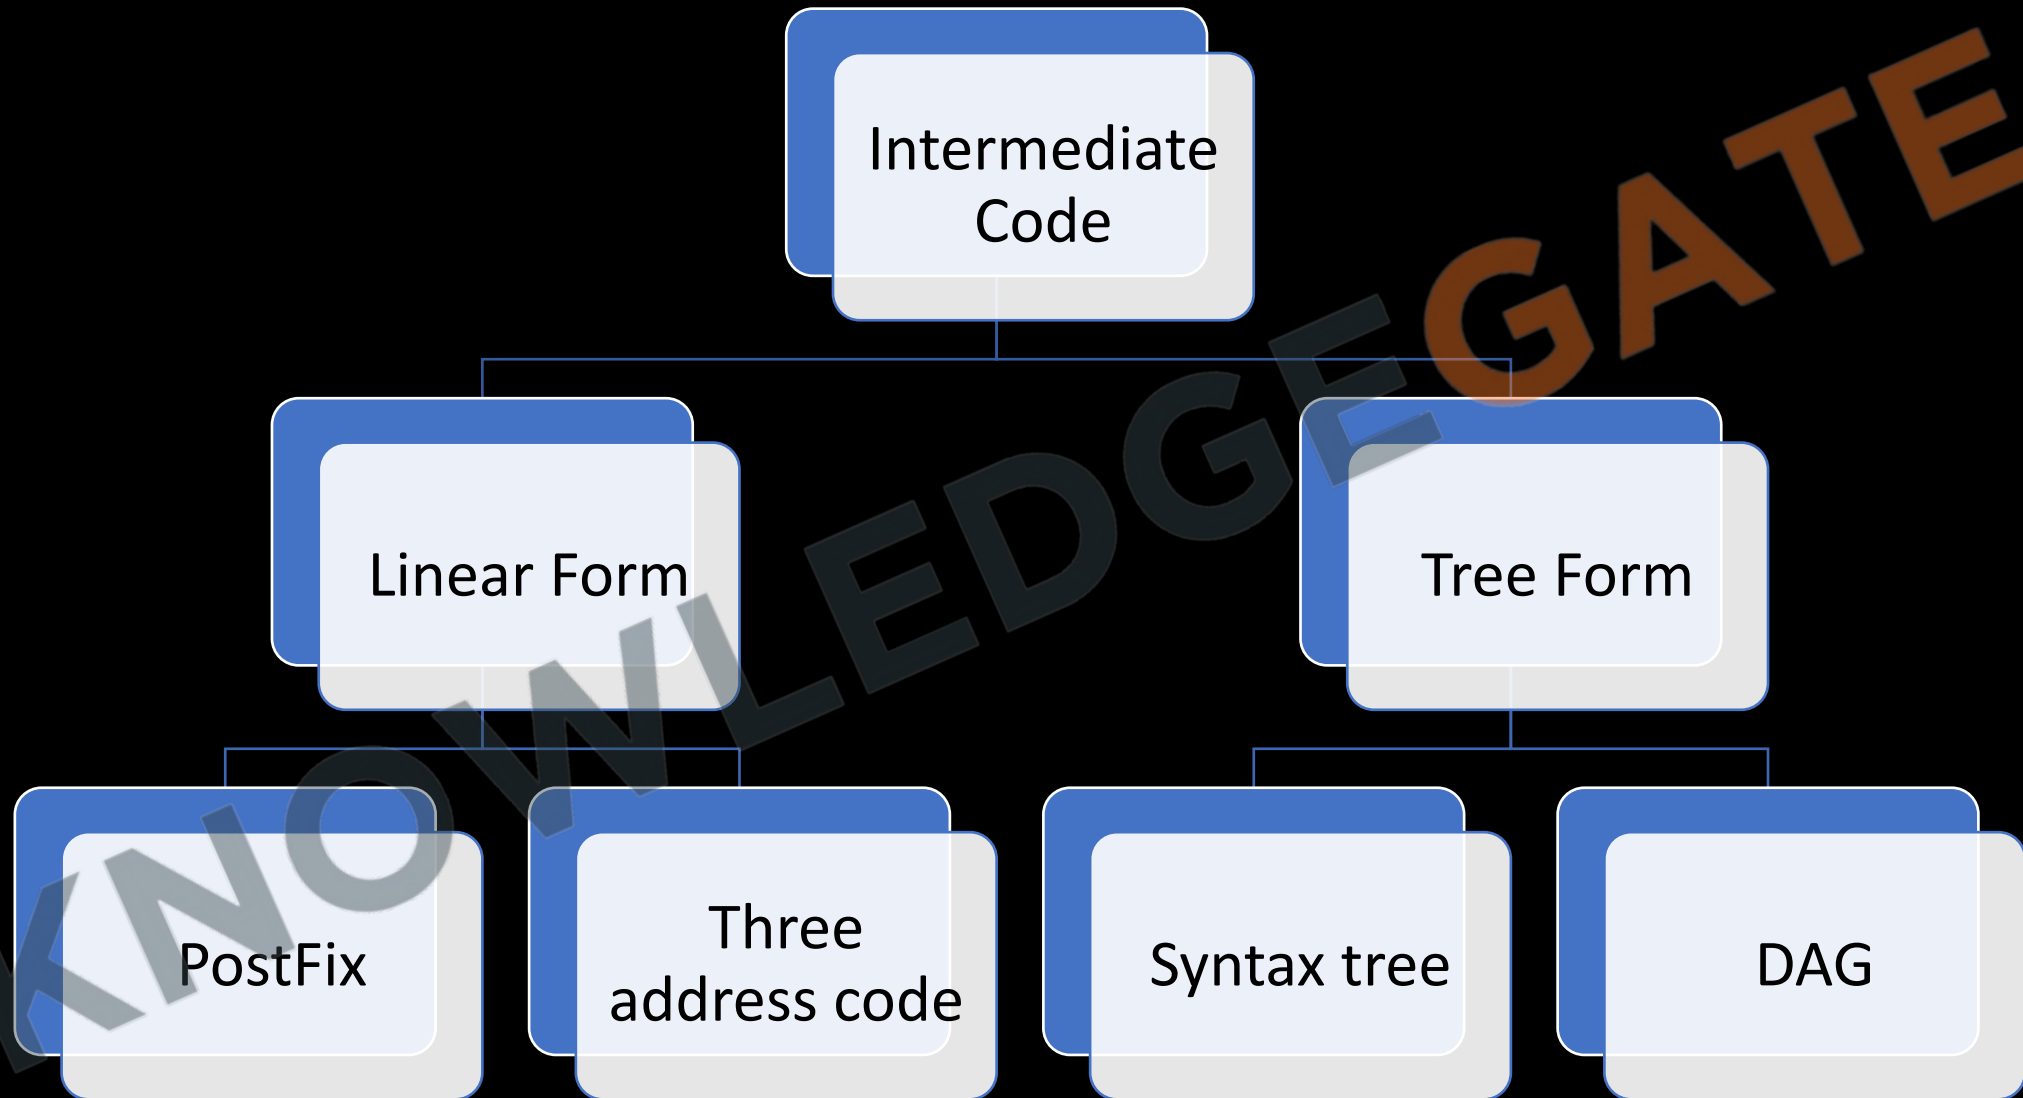 Intermediate
Code
Linear Form
Tree Form
PostFix
Three
address code
Syntax tree
DAG
KNOWLEDGEGATE